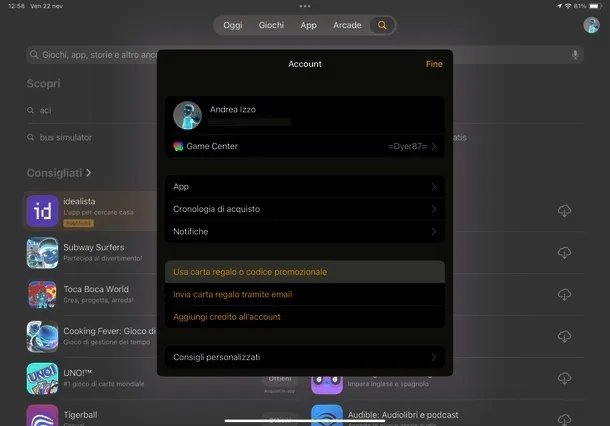 12:58 Ven 22 nov
81%
Oggi Giochi App Arcade
Giochi, app, storie e altro anco
Scopri
aci
bus simulator
atis
Consigliati
idealista
L'app per cercare casa
Subway Surfers
Partecipa al divertimento!
Toca Boca World
Crea, progetta, arreda!
Cooking Fever: Gioco di
Gioco di gestione del tempo
UNO!™
#1 gioco di carte mondiale
Ottieni
Acquisti in app
Impara inglese e spagnolo
Tigerball
Audible: Audiolibri e podcast
Account
Fine
Andrea Izzo
Game Center
=Dyer87=
App
Cronologia di acquisto
Notifiche
Usa carta regalo o codice promozionale
Invia carta regalo tramite email
Aggiungi credito all'account
Consigli personalizzati